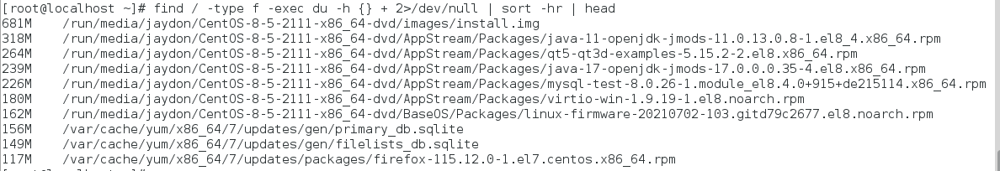 [root@localhost ~]# find / -type f -exec du -h {} + 2>/dev/null | sort -hr | head
681M    /run/media/jaydon/CentOS-8-5-2111-x86_64-dvd/images/install.img
318M    /run/media/jaydon/CentOS-8-5-2111-x86_64-dvd/AppStream/Packages/java-11-openjdk-jmods-11.0.13.0.8-1.el8_4.x86_64.rpm
264M    /run/media/jaydon/CentOS-8-5-2111-x86_64-dvd/AppStream/Packages/qt5-qt3d-examples-5.15.2-2.el8.x86_64.rpm
239M    /run/media/jaydon/CentOS-8-5-2111-x86_64-dvd/AppStream/Packages/java-17-openjdk-jmods-17.0.0.0.35-4.el8.x86_64.rpm
226M    /run/media/jaydon/CentOS-8-5-2111-x86_64-dvd/AppStream/Packages/mysql-test-8.0.26-1.module_el8.4.0+915+de215114.x86_64.rpm
180M    /run/media/jaydon/CentOS-8-5-2111-x86_64-dvd/AppStream/Packages/virtio-win-1.9.19-1.el8.noarch.rpm
162M    /run/media/jaydon/CentOS-8-5-2111-x86_64-dvd/BaseOS/Packages/linux-firmware-20210702-103.gitd79c2677.el8.noarch.rpm
156M    /var/cache/yum/x86_64/7/updates/gen/primary_db.sqlite
149M    /var/cache/yum/x86_64/7/updates/gen/filelists_db.sqlite
117M    /var/cache/yum/x86_64/7/updates/packages/firefox-115.12.0-1.el7.centos.x86_64.rpm